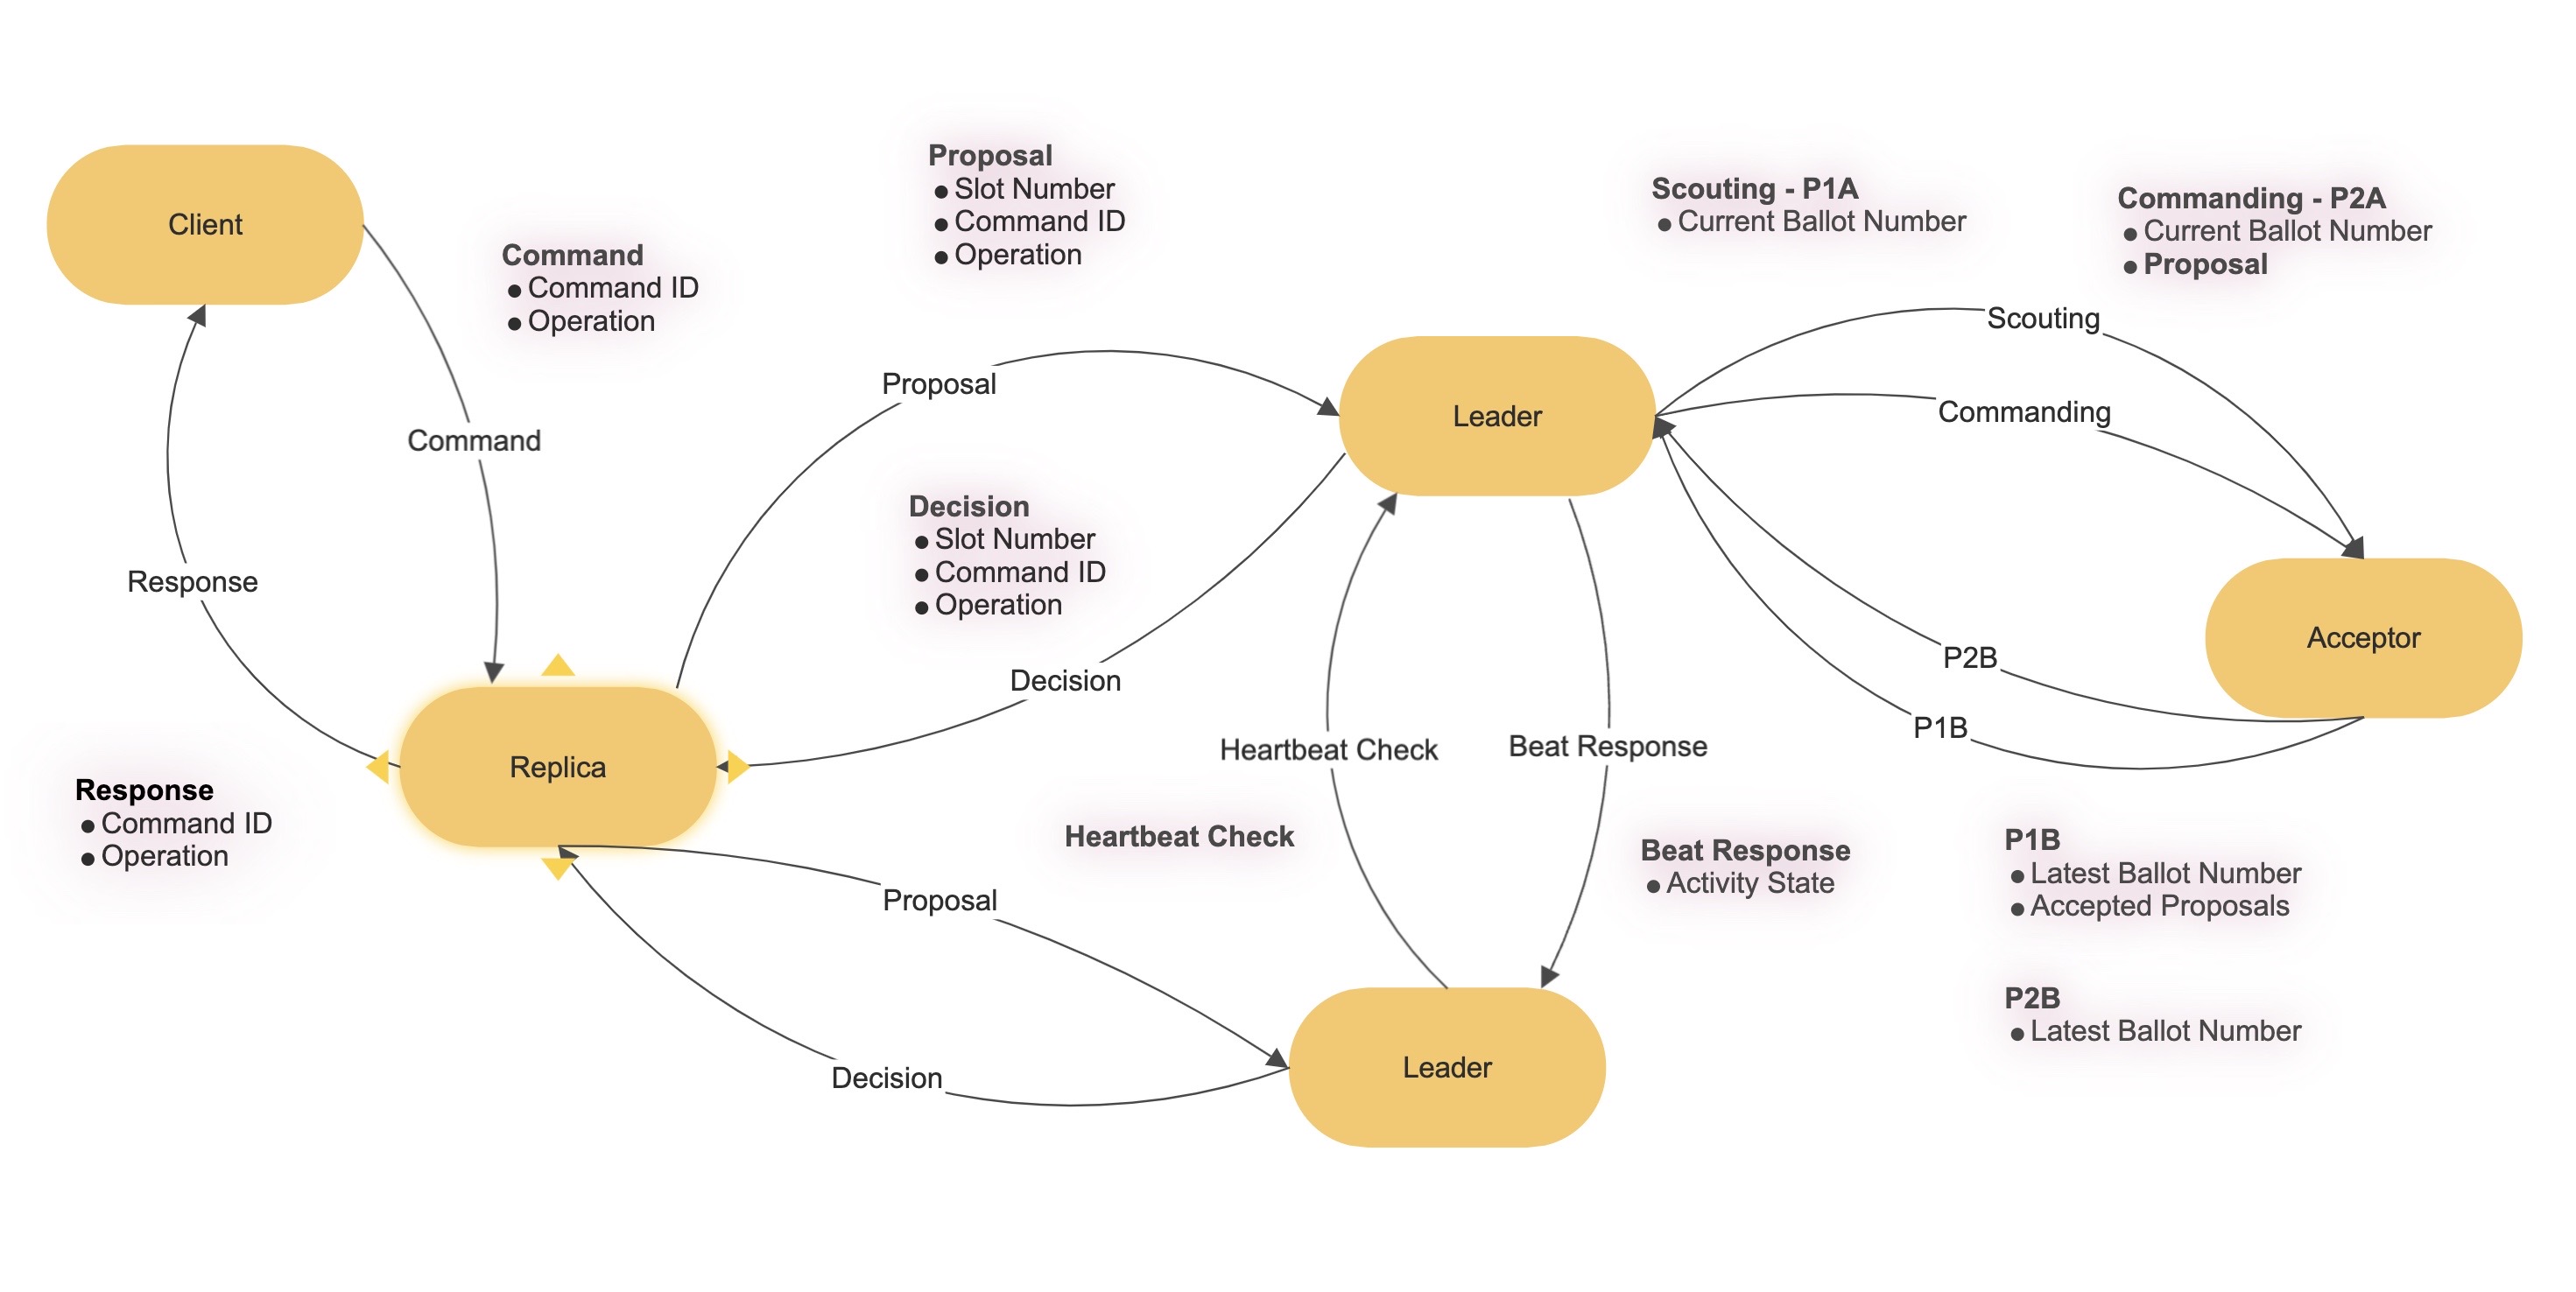 Client
Command
● Command ID
● Operation
Command
Response
Response
● Command ID
● Operation
Replica
Proposal
● Slot Number
● Command ID
● Operation
Proposal
Decision
● Slot Number
● Command ID
● Operation
Decision
Proposal
Decision
Leader
Heartbeat Check
Beat Response
Heartbeat Check
Beat Response
● Activity State
Leader
Scouting - P1A
● Current Ballot Number
Commanding - P2A
● Current Ballot Number
● Proposal
Scouting
Commanding
Acceptor
P2B
P1B
P1B
● Latest Ballot Number
● Accepted Proposals
P2B
● Latest Ballot Number